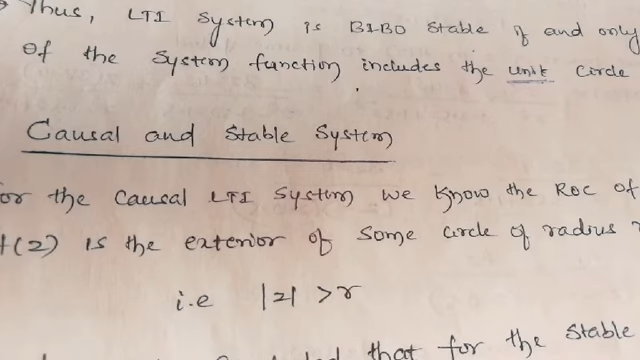 Thus, LTI System is BIBO Stable if and only
of the System function includes the unit Circle
Causal and Stable System
or the Causal LTI System we know the ROC of
H(z) is the exterior of Some Circle of radius r
i.e |z| > r
that for the Stable